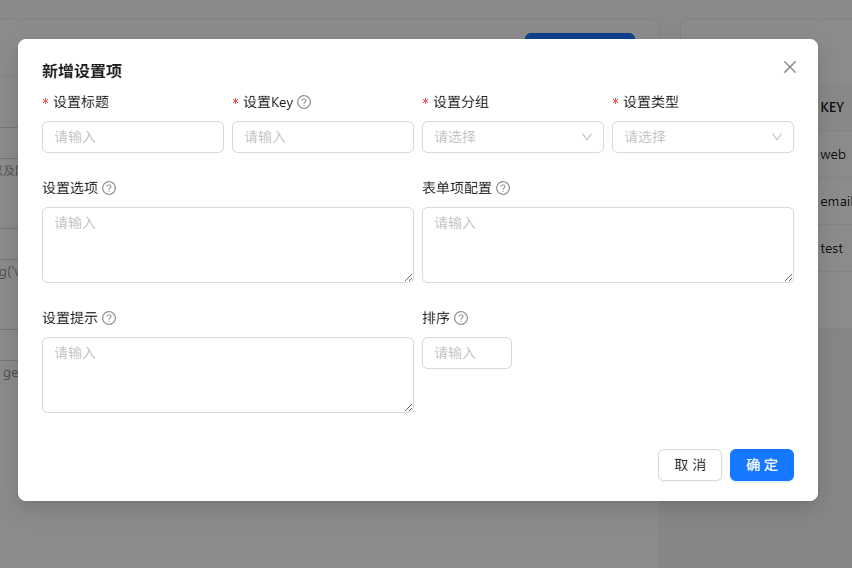 新增设置项
* 设置标题
* 设置Key
* 设置分组
* 设置类型
请输入
请输入
请选择
请选择
设置选项
表单项配置
请输入
请输入
设置提示
排序
请输入
请输入
取 消
确 定
KEY
web
email
test
以及
g('
ge